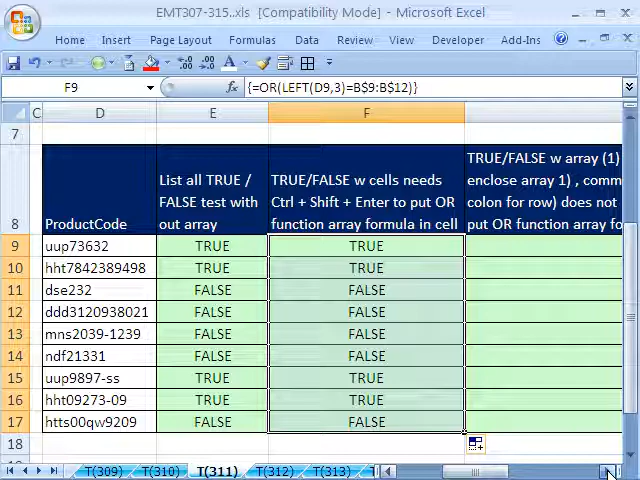 EMT307-315..xls [Compatibility Mode] - Microsoft Excel
Home Insert Page Layout Formulas Data Review View Developer Add-Ins
F9 fx {=OR(LEFT(D9,3)=B$9:B$12)}
C D E F
7
8 ProductCode
List all TRUE /
FALSE test with
out array
TRUE/FALSE w cells needs
Ctrl + Shift + Enter to put OR
function array formula in cell
TRUE/FALSE w array (1)
enclose array 1) , comm
colon for row) does not
put OR function array fo
9 uup73632 TRUE TRUE
10 hht7842389498 TRUE TRUE
11 dse232 FALSE FALSE
12 ddd3120938021 FALSE FALSE
13 mns2039-1239 FALSE FALSE
14 ndf21331 FALSE FALSE
15 uup9897-ss TRUE TRUE
16 hht09273-09 TRUE TRUE
17 htts00qw9209 FALSE FALSE
18
T(309) T(310) T(311) T(312) T(313)